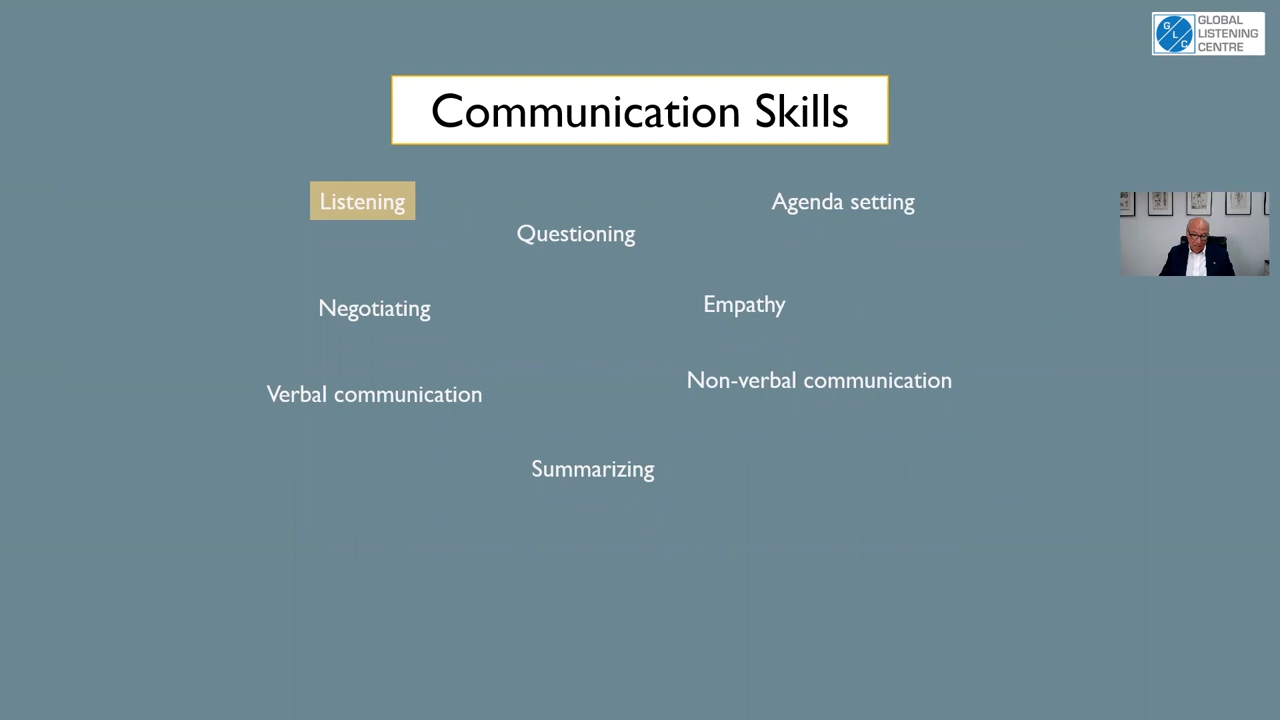 GLOBAL
LISTENING
CENTRE
G
L
C
Communication Skills
Listening
Agenda setting
Questioning
Negotiating
Empathy
Verbal communication
Non-verbal communication
Summarizing